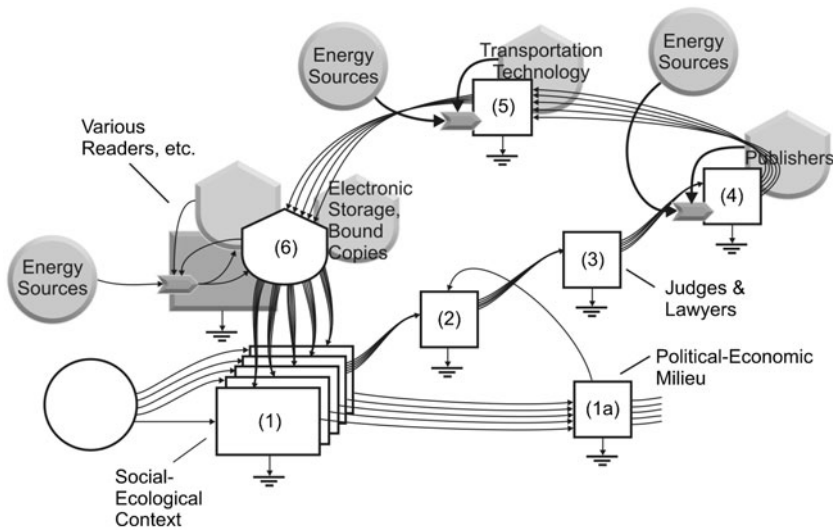 Energy
Sources
Transportation
Technology
Energy
Sources
(5)
Various
Readers, etc.
Publishers
(4)
Electronic
Storage,
Bound
Copies
(6)
Energy
Sources
(3)
Judges &
Lawyers
(2)
Political-Economic
Milieu
(1)
(1a)
Social-
Ecological
Context